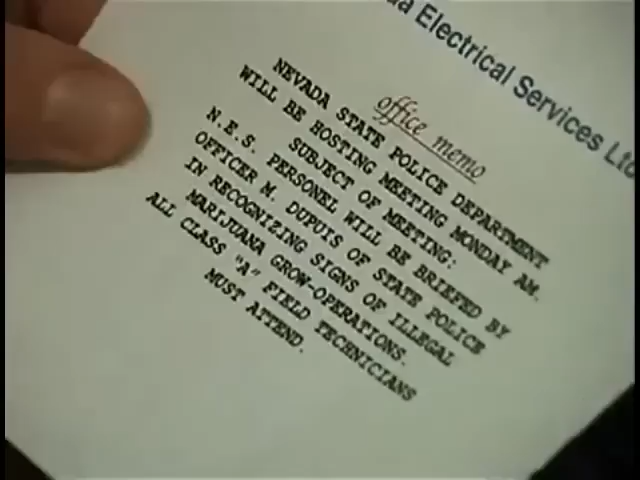 da Electrical Services Ltd
office memo
NEVADA STATE POLICE DEPARTMENT
WILL BE HOSTING MEETING MONDAY AM.
SUBJECT OF MEETING:
N.E.S. PERSONEL WILL BE BRIEFED BY
OFFICER M. DUPUIS OF STATE POLICE
IN RECOGNIZING SIGNS OF ILLEGAL
MARIJUANA GROW-OPERATIONS.
ALL CLASS "A" FIELD TECHNICIANS
MUST ATTEND.